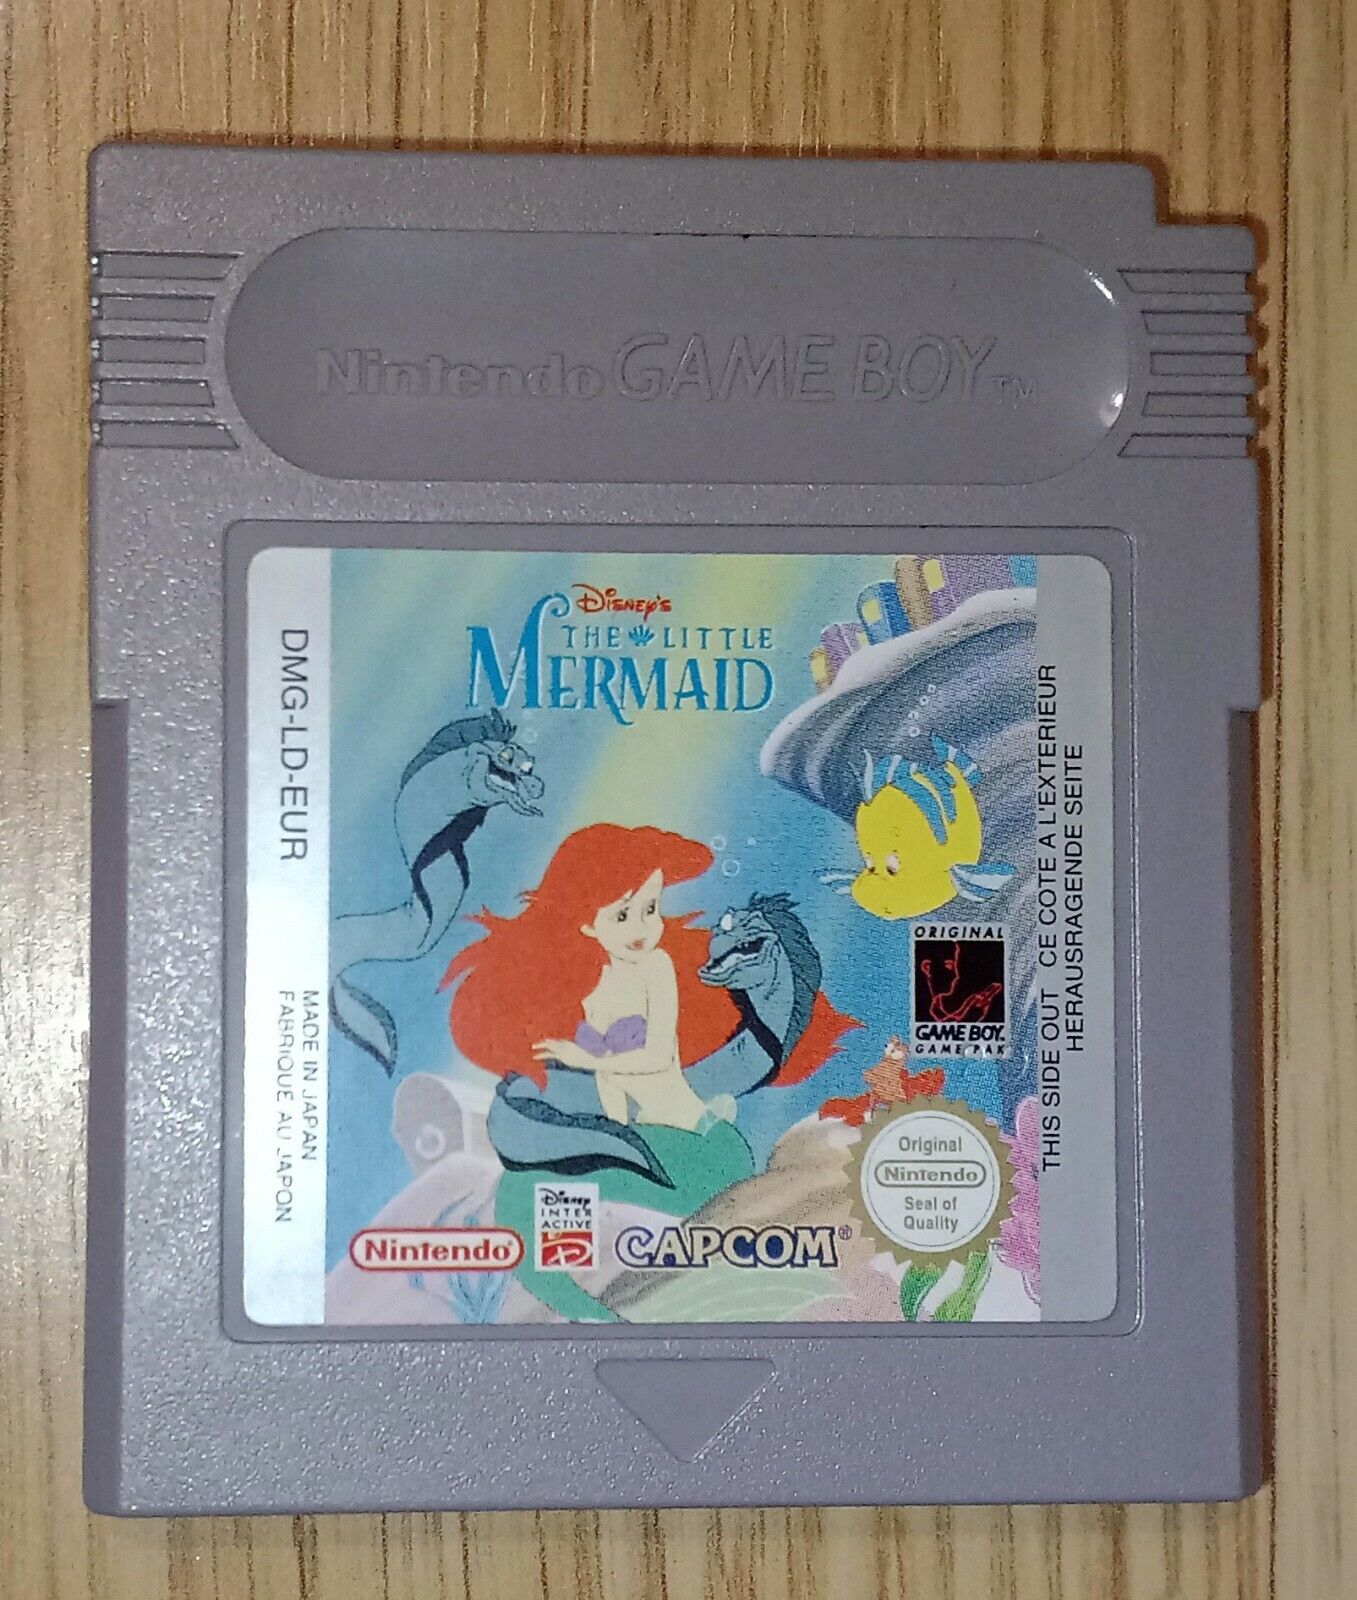 Nintendo GAME BOY TM
DISNEY'S
THE LITTLE
MERMAID
DMG-LD-EUR
MADE IN JAPAN
FABRIQUE AU JAPON
THIS SIDE OUT CE COTE A L'EXTERIEUR
HERAUSRAGENDE SEITE
ORIGINAL
GAME BOY
GAME PAK
Original
Nintendo
Seal of
Quality
Nintendo®
Disney
INTER
ACTIVE
CAPCOM®